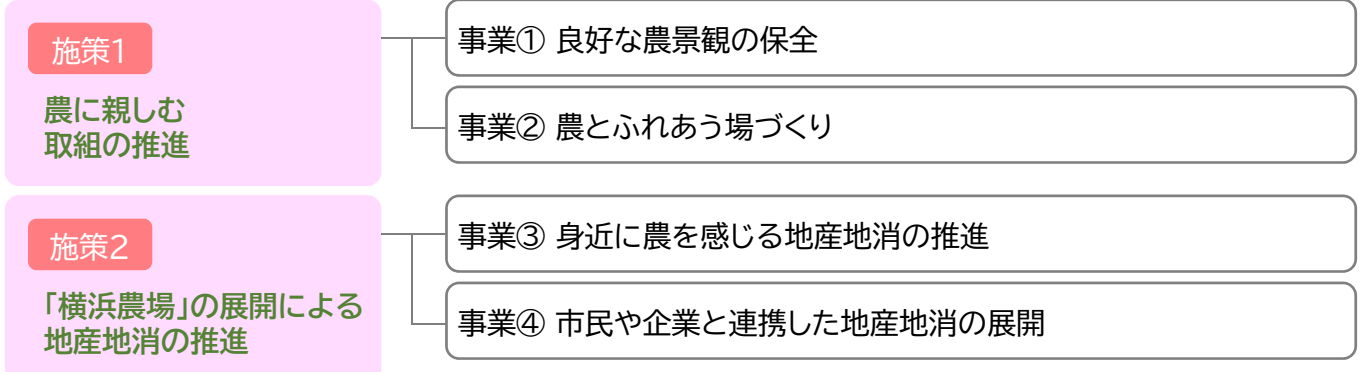 施策1
農に親しむ
取組の推進
事業① 良好な農景観の保全
事業② 農とふれあう場づくり
施策2
「横浜農場」の展開による
地産地消の推進
事業③ 身近に農を感じる地産地消の推進
事業④ 市民や企業と連携した地産地消の展開